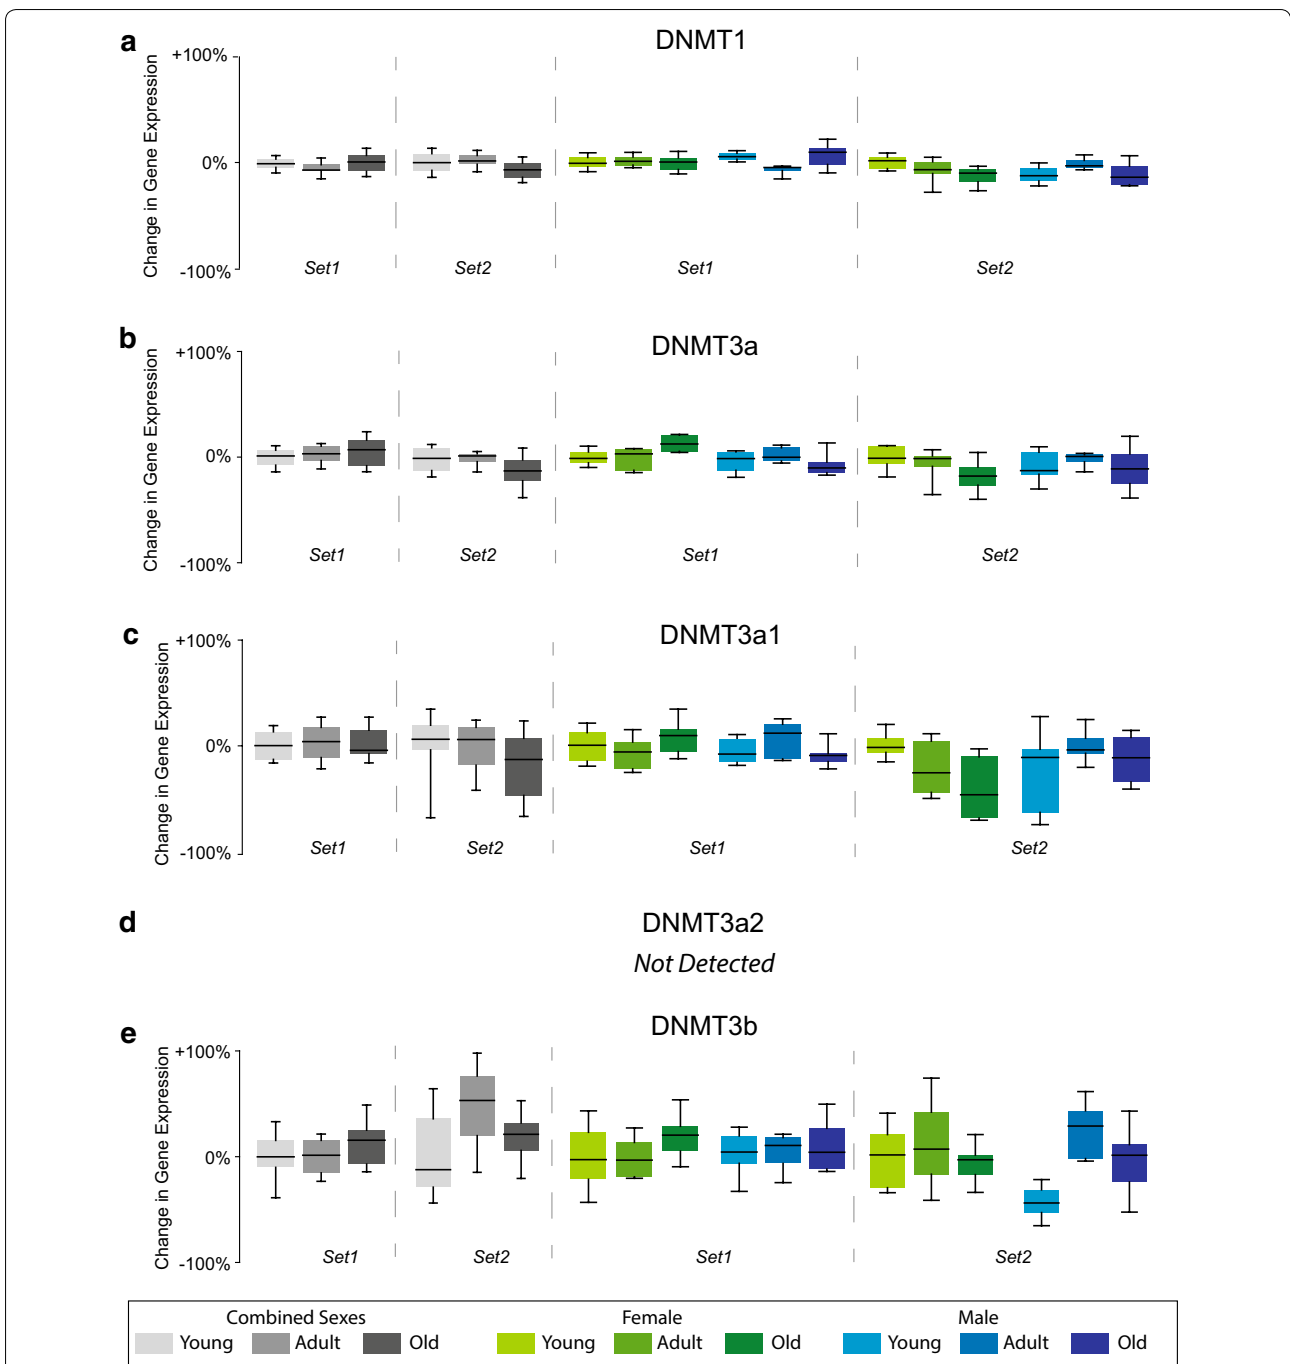 a
DNMT1
Change in Gene Expression
+100%
0%
-100%
Set1
Set2
Set1
Set2
b
DNMT3a
Change in Gene Expression
+100%
0%
-100%
Set1
Set2
Set1
Set2
c
DNMT3a1
Change in Gene Expression
+100%
0%
-100%
Set1
Set2
Set1
Set2
d
DNMT3a2
Not Detected
e
DNMT3b
Change in Gene Expression
+100%
0%
-100%
Set1
Set2
Set1
Set2
Combined Sexes Female Male
Young Adult Old Young Adult Old Young Adult Old